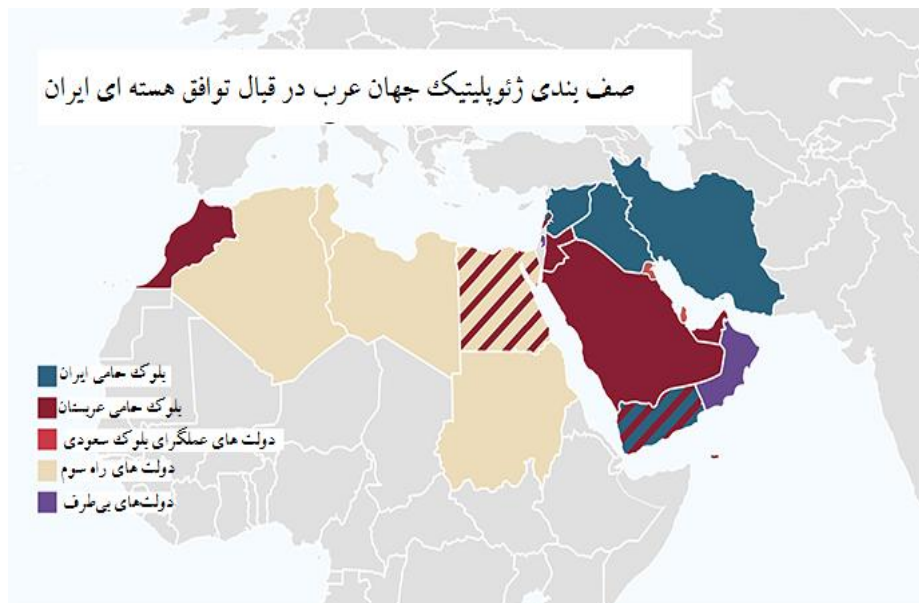 صف بندی ژئوپلیتیک جهان عرب در قبال توافق هسته ای ایران
بلوک حامی ایران
بلوک حامی عربستان
دولت های عملگرای بلوک سعودی
دولت های راه سوم
دولت‌های بی‌طرف